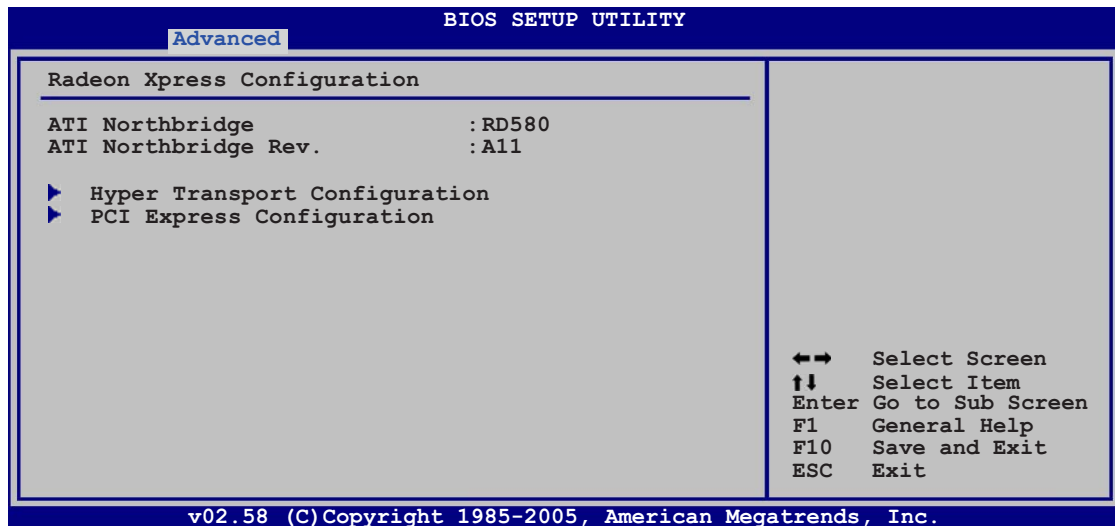 BIOS SETUP UTILITY
Advanced
Radeon Xpress Configuration
ATI Northbridge :RD580
ATI Northbridge Rev. :A11
Hyper Transport Configuration
PCI Express Configuration
←→ Select Screen
↑↓ Select Item
Enter Go to Sub Screen
F1 General Help
F10 Save and Exit
ESC Exit
v02.58 (C)Copyright 1985-2005, American Megatrends, Inc.